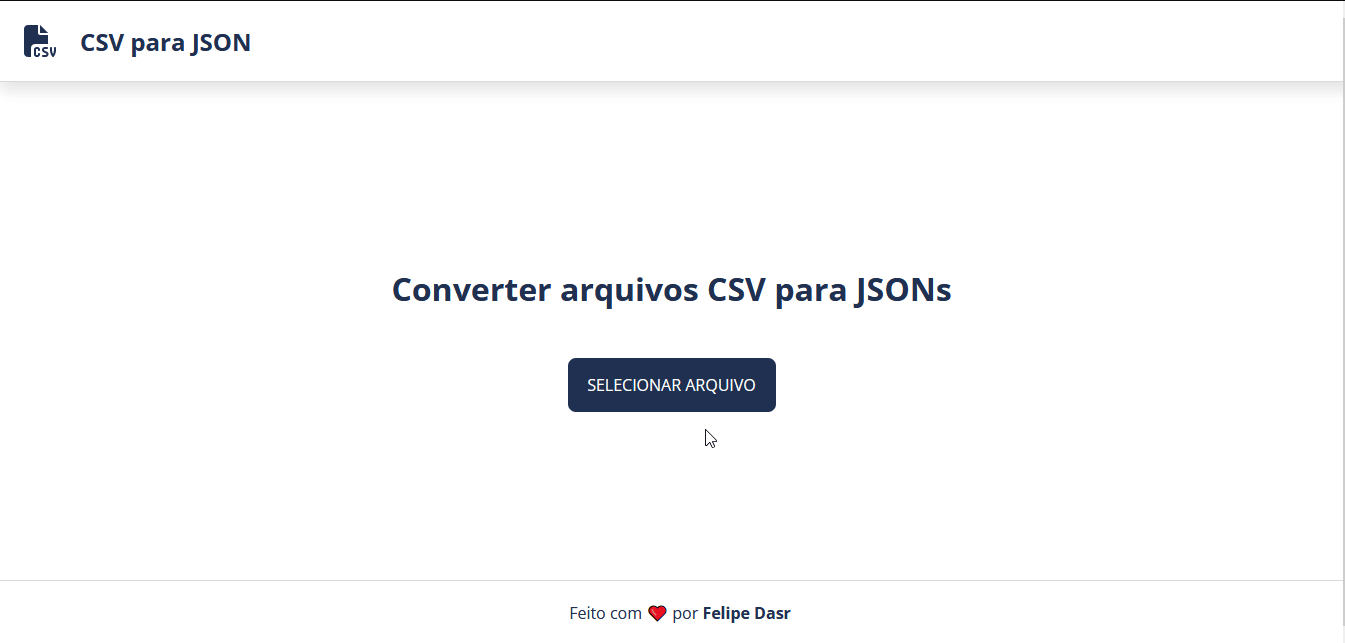 CSV
CSV para JSON
Converter arquivos CSV para JSONs
SELECIONAR ARQUIVO
Feito com ❤️ por Felipe Dasr